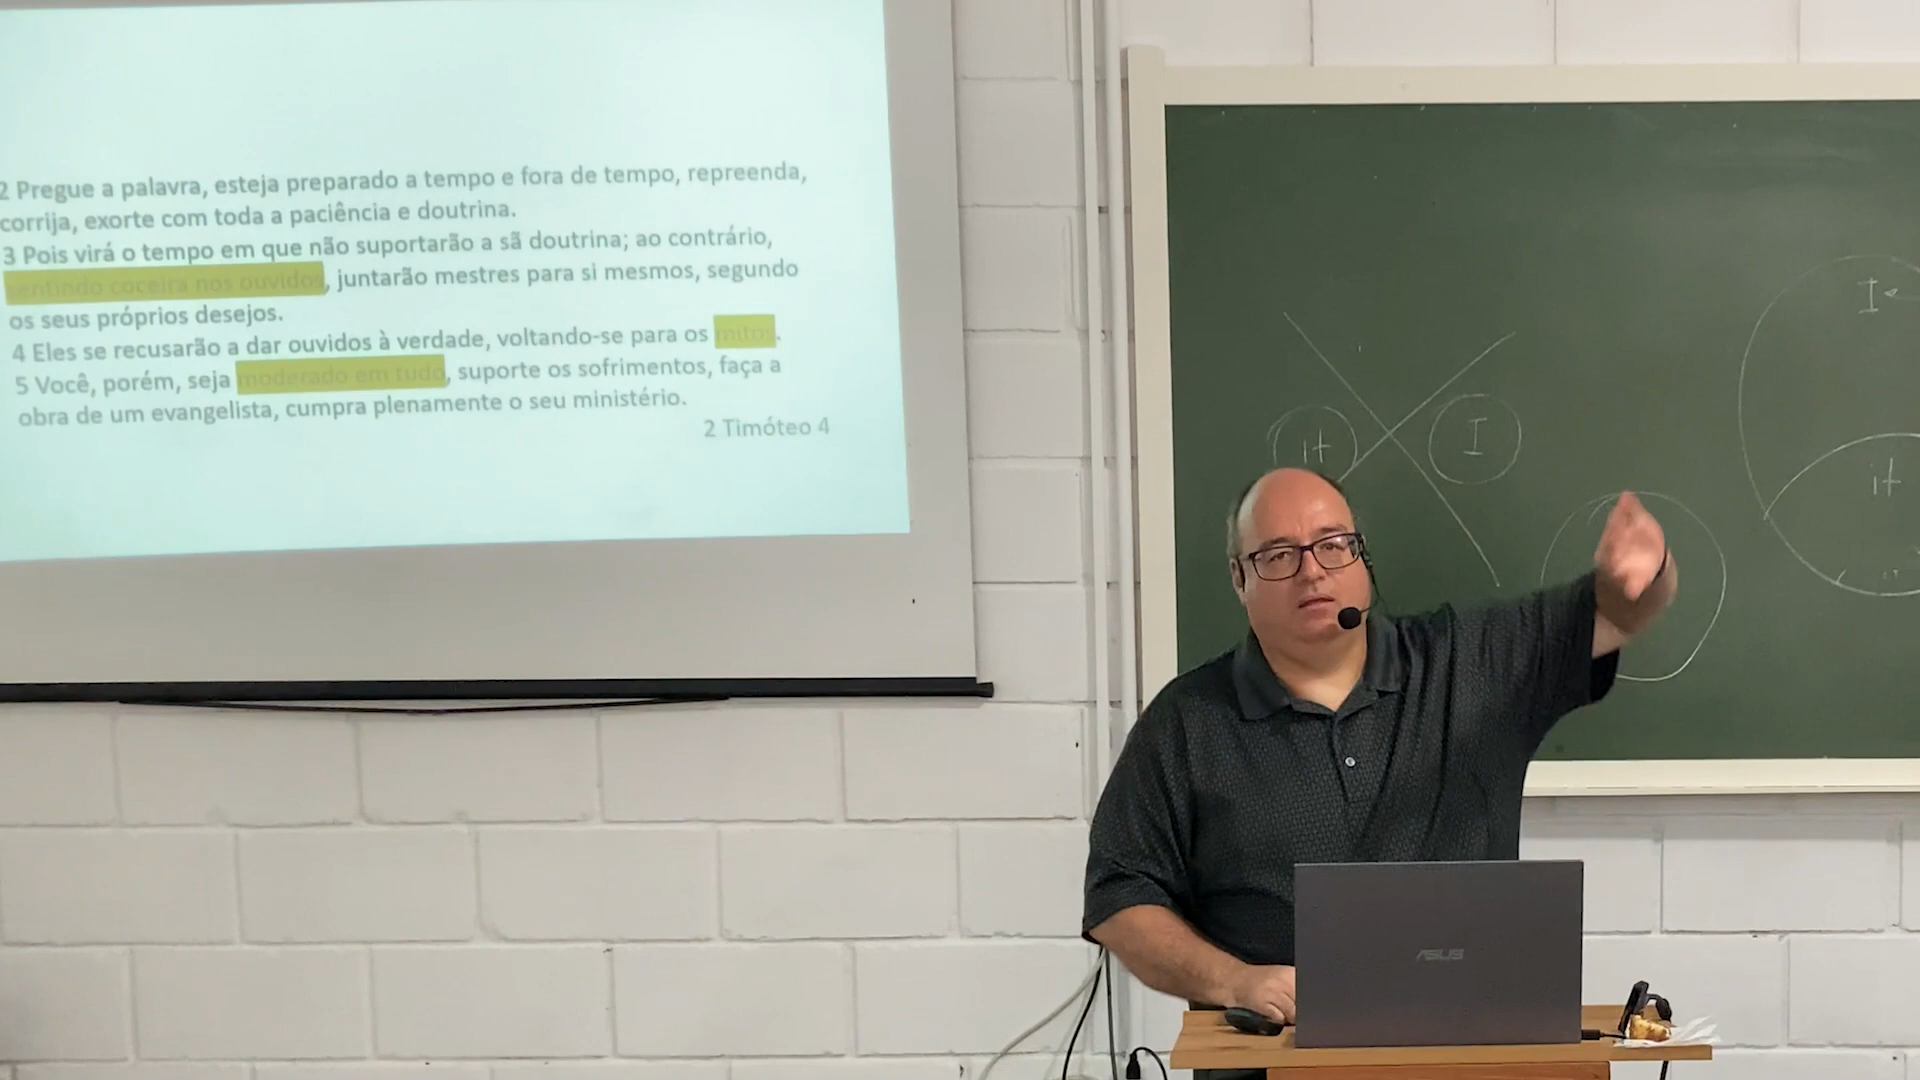 2 Pregue a palavra, esteja preparado a tempo e fora de tempo, repreenda,
corrija, exorte com toda a paciência e doutrina.
3 Pois virá o tempo em que não suportarão a sã doutrina; ao contrário,
sentindo coceira nos ouvidos, juntarão mestres para si mesmos, segundo
os seus próprios desejos.
4 Eles se recusarão a dar ouvidos à verdade, voltando-se para os mitos.
5 Você, porém, seja moderado em tudo, suporte os sofrimentos, faça a
obra de um evangelista, cumpra plenamente o seu ministério.
2 Timóteo 4
it
I
I
it
ASUS